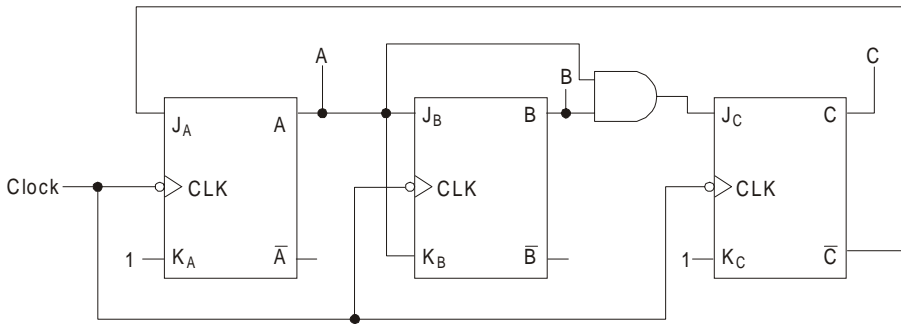 A
B
C
J_A A
J_B B
J_C C
Clock
CLK
CLK
CLK
1 K_A A̅
K_B B̅
1 K_C C̅